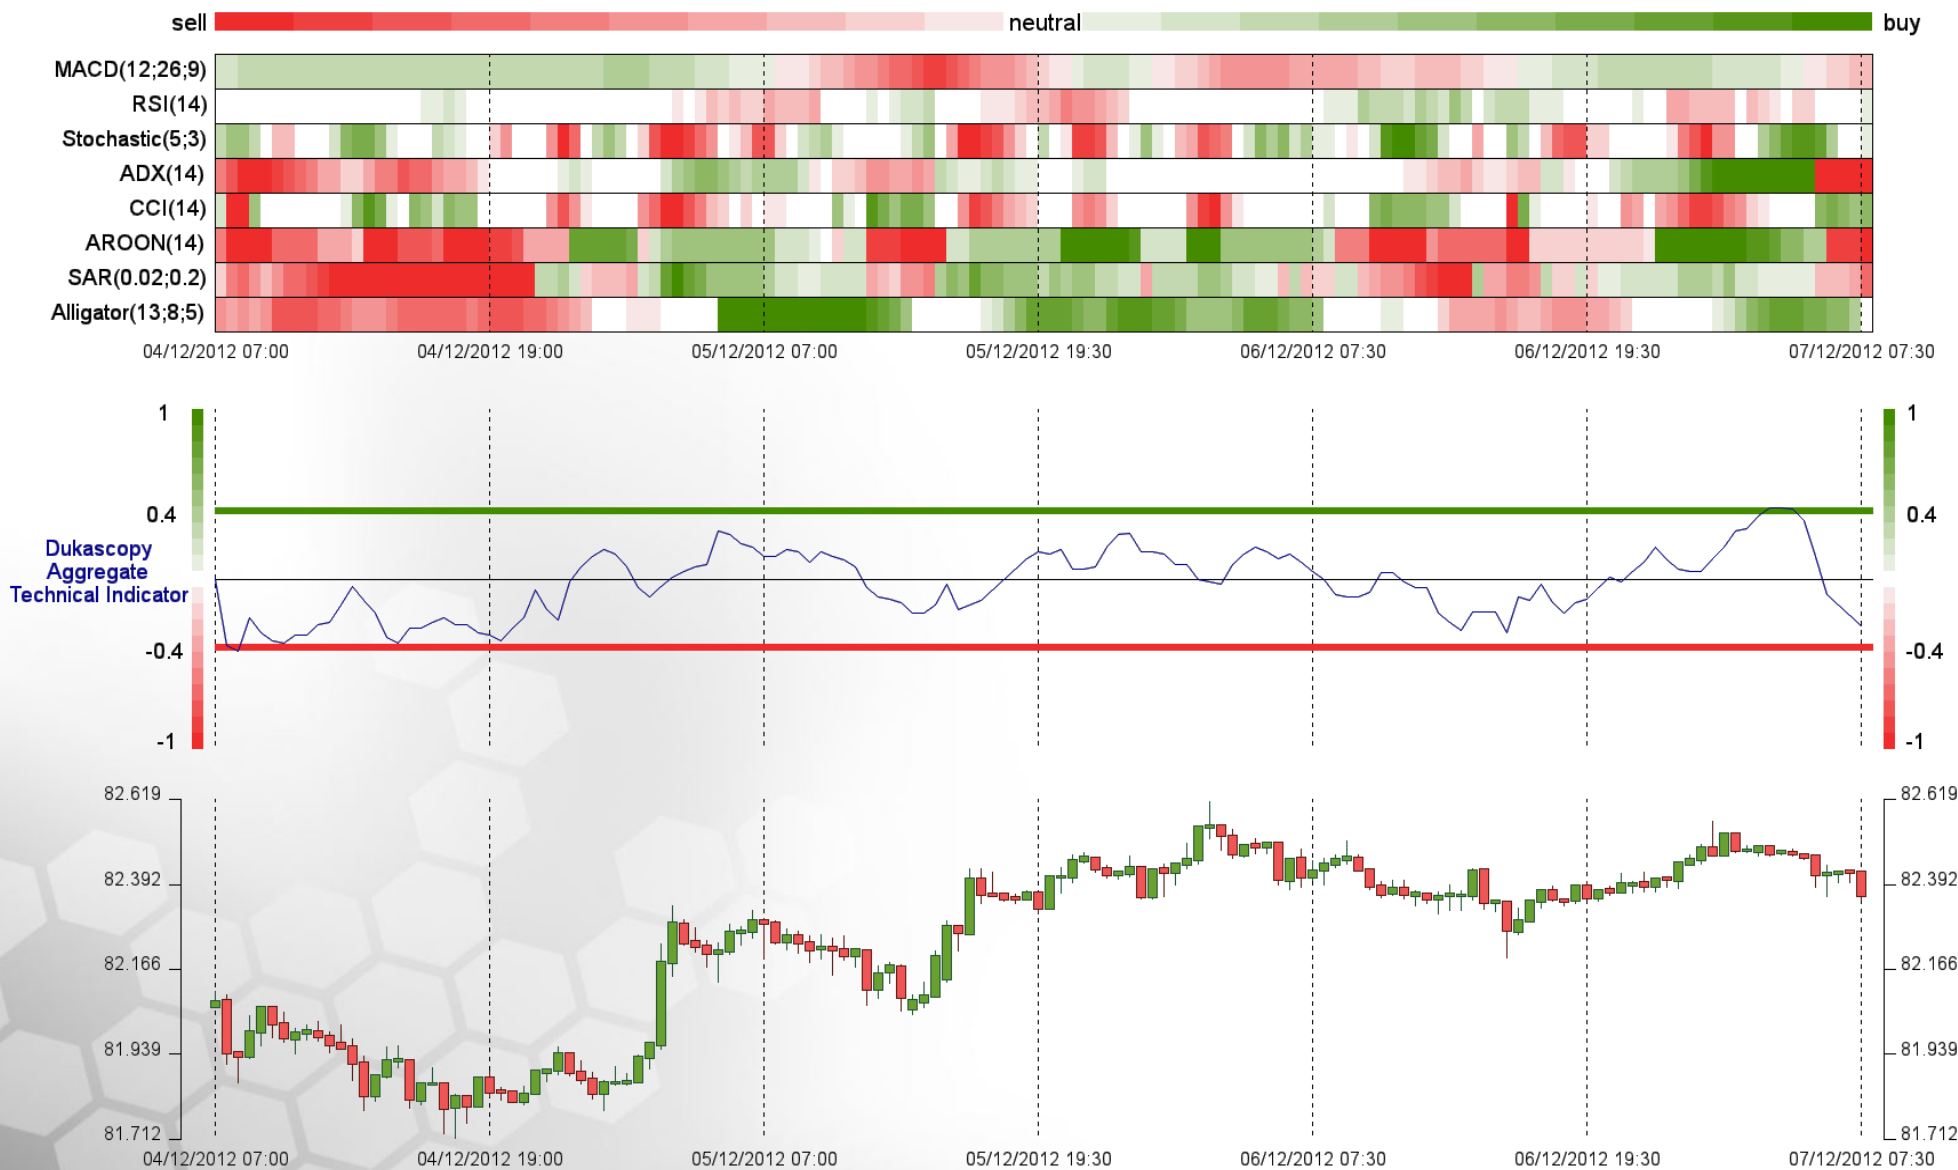 sell neutral buy
MACD(12;26;9)
RSI(14)
Stochastic(5;3)
ADX(14)
CCI(14)
AROON(14)
SAR(0.02;0.2)
Alligator(13;8;5)
04/12/2012 07:00 04/12/2012 19:00 05/12/2012 07:00 05/12/2012 19:30 06/12/2012 07:30 06/12/2012 19:30 07/12/2012 07:30
1 1
0.4 0.4
Dukascopy
Aggregate
Technical Indicator
-0.4 -0.4
-1 -1
82.619 82.619
82.392 82.392
82.166 82.166
81.939 81.939
81.712 81.712
04/12/2012 07:00 04/12/2012 19:00 05/12/2012 07:00 05/12/2012 19:30 06/12/2012 07:30 06/12/2012 19:30 07/12/2012 07:30